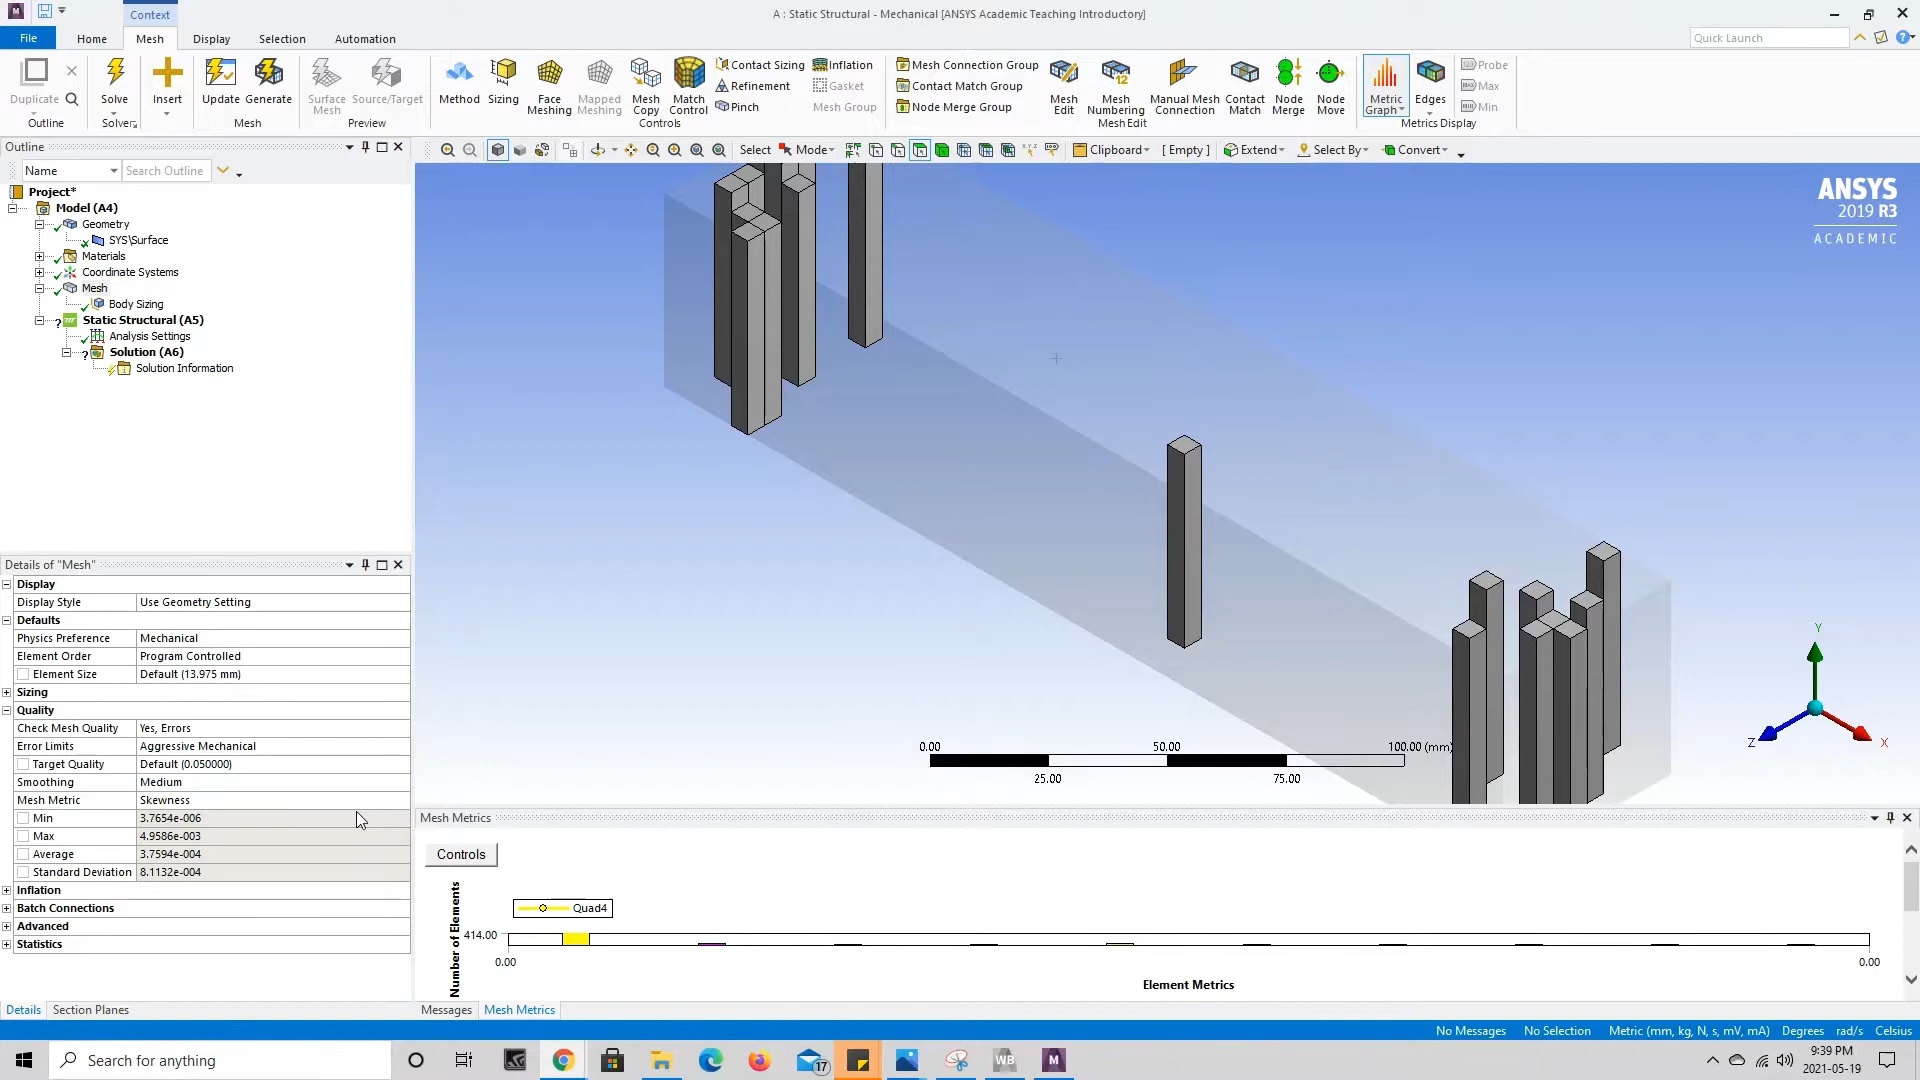 Context
A : Static Structural - Mechanical [ANSYS Academic Teaching Introductory]
File Home Mesh Display Selection Automation
Quick Launch
Duplicate
Outline
Solve
Solver
Insert
Update Generate
Mesh
Surface Mesh
Source/Target
Preview
Method Sizing Face Meshing Mapped Meshing Mesh Copy Match Control
Contact Sizing
Refinement
Pinch
Inflation
Gasket
Mesh Group
Controls
Mesh Connection Group
Contact Match Group
Node Merge Group
Mesh Edit Mesh Numbering Manual Mesh Connection Contact Match Node Merge Node Move
Mesh Edit
Metric Graph Edges
Probe
Max
Min
Metrics Display
Outline
Select Mode Clipboard [ Empty ] Extend Select By Convert
Name Search Outline
Project*
Model (A4)
Geometry
SYS\Surface
Materials
Coordinate Systems
Mesh
Body Sizing
Static Structural (A5)
Analysis Settings
Solution (A6)
Solution Information
ANSYS
2019 R3
ACADEMIC
Details of "Mesh"
Display
Display Style Use Geometry Setting
Defaults
Physics Preference Mechanical
Element Order Program Controlled
Element Size Default (13.975 mm)
Sizing
Quality
Check Mesh Quality Yes, Errors
Error Limits Aggressive Mechanical
Target Quality Default (0.050000)
Smoothing Medium
Mesh Metric Skewness
Min 3.7654e-006
Max 4.9586e-003
Average 3.7594e-004
Standard Deviation 8.1132e-004
Inflation
Batch Connections
Advanced
Statistics
Y
Z
X
0.00 50.00 100.00 (mm)
25.00 75.00
Mesh Metrics
Controls
Number of Elements
Quad4
414.00
0.00 0.00
Element Metrics
Details Section Planes
Messages Mesh Metrics
No Messages No Selection Metric (mm, kg, N, s, mV, mA) Degrees rad/s Celsius
Search for anything
17
WB
M
9:39 PM
2021-05-19